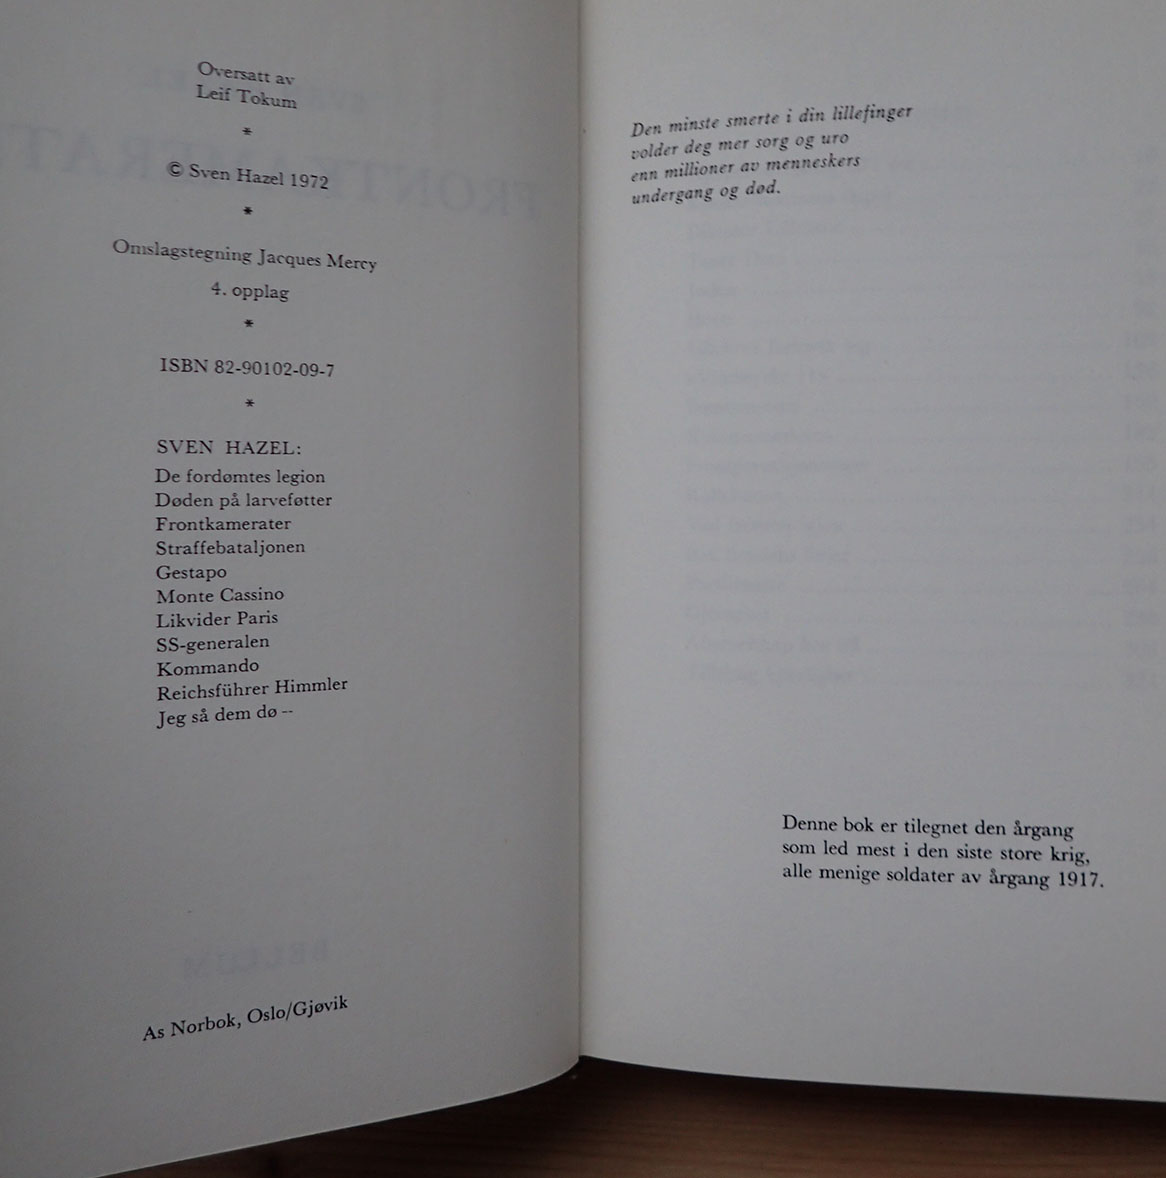 Oversatt av
Leif Tokum
*
© Sven Hazel 1972
*
Omslagstegning Jacques Mercy
4. opplag
*
ISBN 82-90102-09-7
*
SVEN HAZEL:
De fordømtes legion
Døden på larveføtter
Frontkamerater
Straffebataljonen
Gestapo
Monte Cassino
Likvider Paris
SS-generalen
Kommando
Reichsführer Himmler
Jeg så dem dø --
As Norbok, Oslo/Gjøvik
Den minste smerte i din lillefinger
volder deg mer sorg og uro
enn millioner av menneskers
undergang og død.
Denne bok er tilegnet den årgang
som led mest i den siste store krig,
alle menige soldater av årgang 1917.